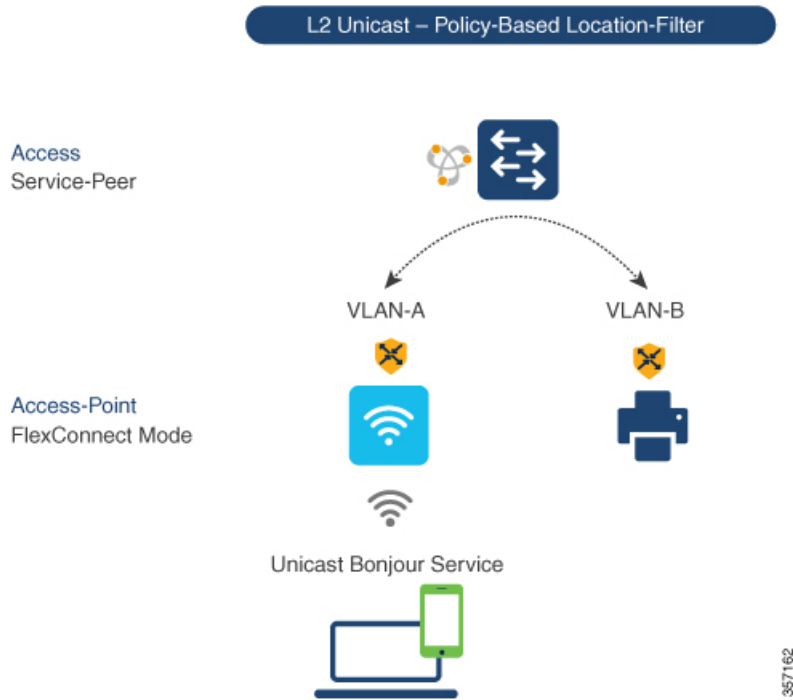 L2 Unicast – Policy-Based Location-Filter
Access
Service-Peer
VLAN-A
VLAN-B
Access-Point
FlexConnect Mode
Unicast Bonjour Service
357162